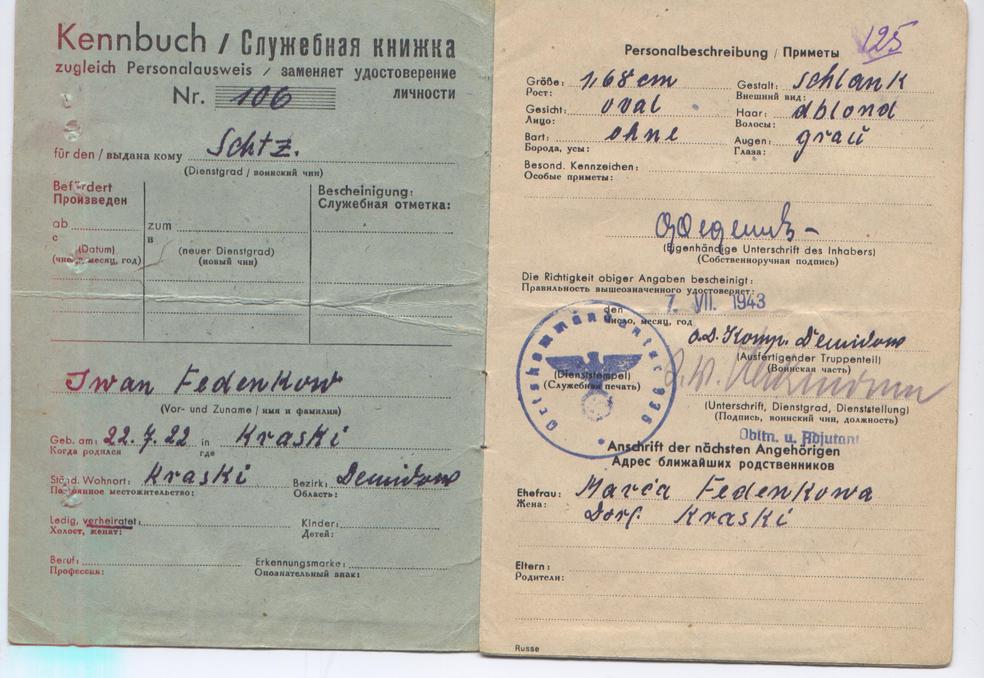 Kennbuch / Служебная книжка
zugleich Personalausweis / заменяет удостоверение
личности
Nr. 106
Schtz.
für den / выдана кому
(Dienstgrad / воинский чин)
Befördert
Произведен
Bescheinigung:
Служебная отметка:
ab
с
zum
в
(Datum)
(число, месяц, год)
(neuer Dienstgrad)
(новый чин)
Iwan Fedenkow
(Vor- und Zuname / имя и фамилия)
Geb. am: 22.7.22 in Kraski
Когда родился где
Ständ. Wohnort: Kraski Bezirk: Demidow
Постоянное местожительство: Область:
Ledig, verheiratet: Kinder:
Холост, женат: Детей:
Beruf: Erkennungsmarke:
Профессия: Опознательный знак:
125
Personalbeschreibung / Приметы
Größe: 1,68 cm Gestalt: schlank
Рост: Внешний вид:
Gesicht: oval Haar: dblond
Лицо: Волосы:
Bart: ohne Augen: grau
Борода, усы: Глаза:
Besond. Kennzeichen:
Особые приметы:
(Eigenhändige Unterschrift des Inhabers)
(Собственноручная подпись)
Die Richtigkeit obiger Angaben bescheinigt:
Правильность вышеозначенного удостоверяет:
den 7. VII. 1943
число, месяц, год
O.D. Komp. Demidow
(Ausfertigender Truppenteil)
(Воинская часть)
Ortskommandantur 935
(Dienststempel)
(Служебная печать)
(Unterschrift, Dienstgrad, Dienststellung)
(Подпись, воинский чин, должность)
Obltn. u. Adjutant
Anschrift der nächsten Angehörigen
Адрес ближайших родственников
Ehefrau: Maria Fedenkowa
Жена: Dorf Kraski
Eltern:
Родители:
Russe